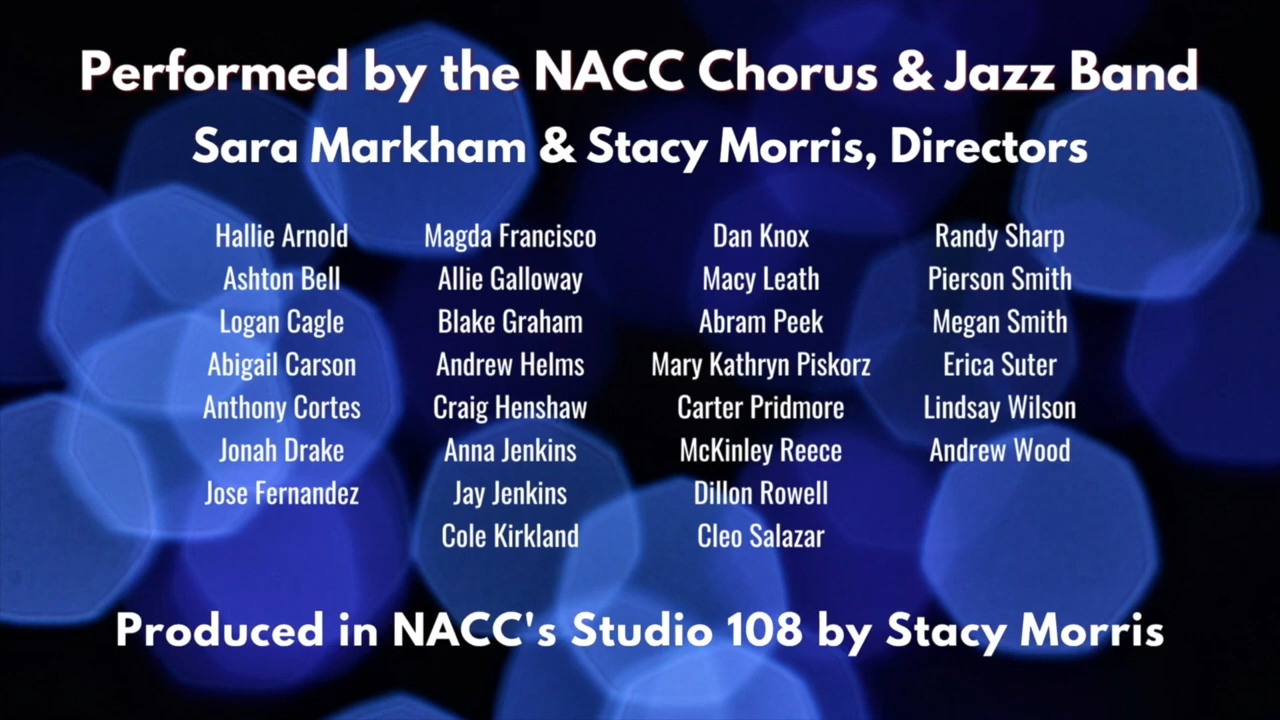 Performed by the NACC Chorus & Jazz Band
Sara Markham & Stacy Morris, Directors
Hallie Arnold
Ashton Bell
Logan Cagle
Abigail Carson
Anthony Cortes
Jonah Drake
Jose Fernandez
Magda Francisco
Allie Galloway
Blake Graham
Andrew Helms
Craig Henshaw
Anna Jenkins
Jay Jenkins
Cole Kirkland
Dan Knox
Macy Leath
Abram Peek
Mary Kathryn Piskorz
Carter Pridmore
McKinley Reece
Dillon Rowell
Cleo Salazar
Randy Sharp
Pierson Smith
Megan Smith
Erica Suter
Lindsay Wilson
Andrew Wood
Produced in NACC's Studio 108 by Stacy Morris